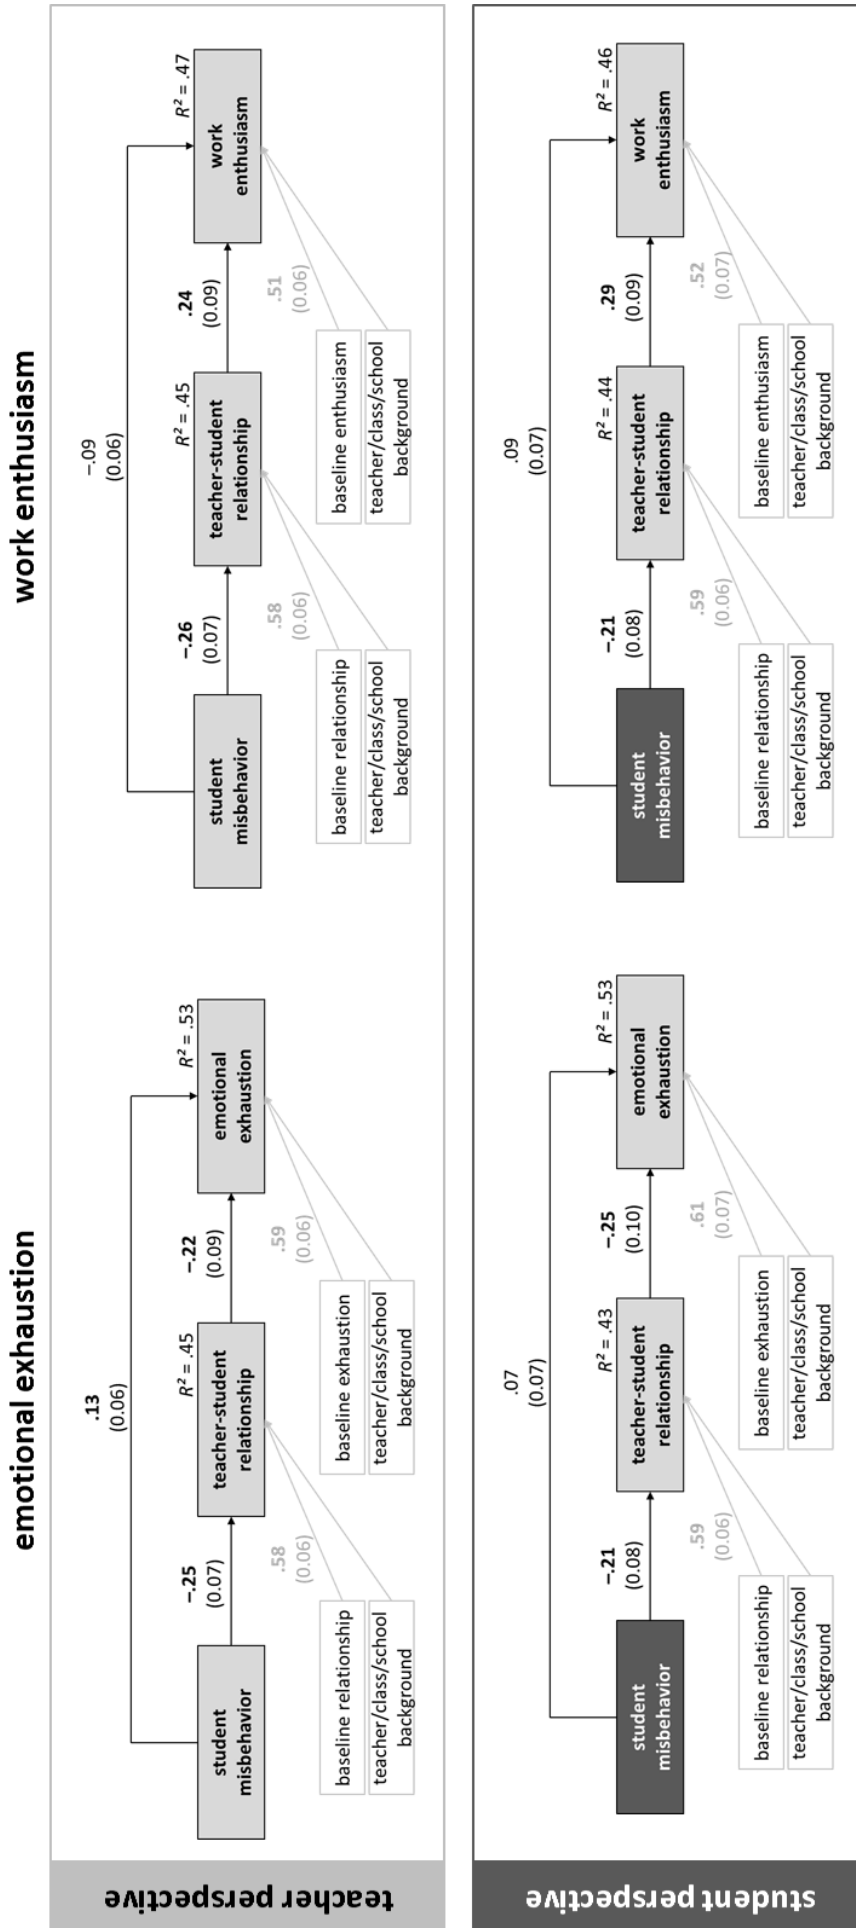 emotional exhaustion
work enthusiasm
teacher perspective
.13
(0.06)
student
misbehavior
–.25
(0.07)
R² = .45
teacher-student
relationship
–.22
(0.09)
R² = .53
emotional
exhaustion
.58
(0.06)
.59
(0.06)
baseline relationship
teacher/class/school
background
baseline exhaustion
teacher/class/school
background
–.09
(0.06)
student
misbehavior
–.26
(0.07)
R² = .45
teacher-student
relationship
.24
(0.09)
R² = .47
work
enthusiasm
.58
(0.06)
.51
(0.06)
baseline relationship
teacher/class/school
background
baseline enthusiasm
teacher/class/school
background
student perspective
.07
(0.07)
student
misbehavior
–.21
(0.08)
R² = .43
teacher-student
relationship
–.25
(0.10)
R² = .53
emotional
exhaustion
.59
(0.06)
.61
(0.07)
baseline relationship
teacher/class/school
background
baseline exhaustion
teacher/class/school
background
.09
(0.07)
student
misbehavior
–.21
(0.08)
R² = .44
teacher-student
relationship
.29
(0.09)
R² = .46
work
enthusiasm
.59
(0.06)
.52
(0.07)
baseline relationship
teacher/class/school
background
baseline enthusiasm
teacher/class/school
background